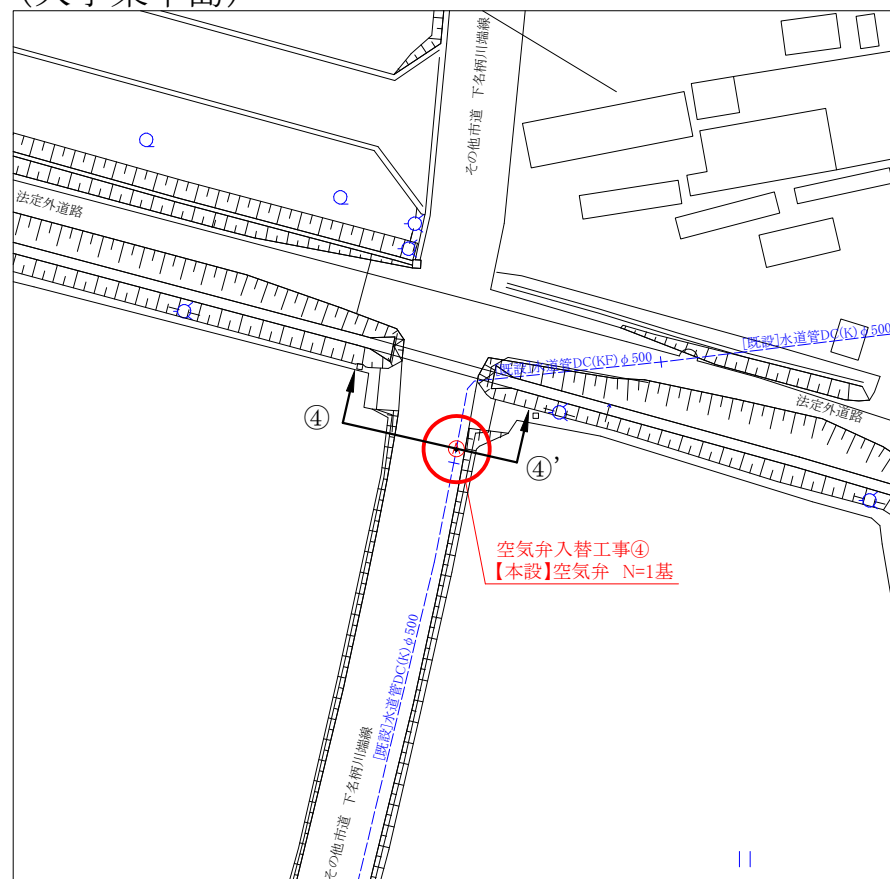 その他市道 下名柄川端線
法定外道路
[既設]水道管DC(K)φ500
[既設]水道管DC(KF)φ500
法定外道路
④
④’
空気弁入替工事④
【本設】空気弁 N=1基
[既設]水道管DC(K)φ500
その他市道 下名柄川端線